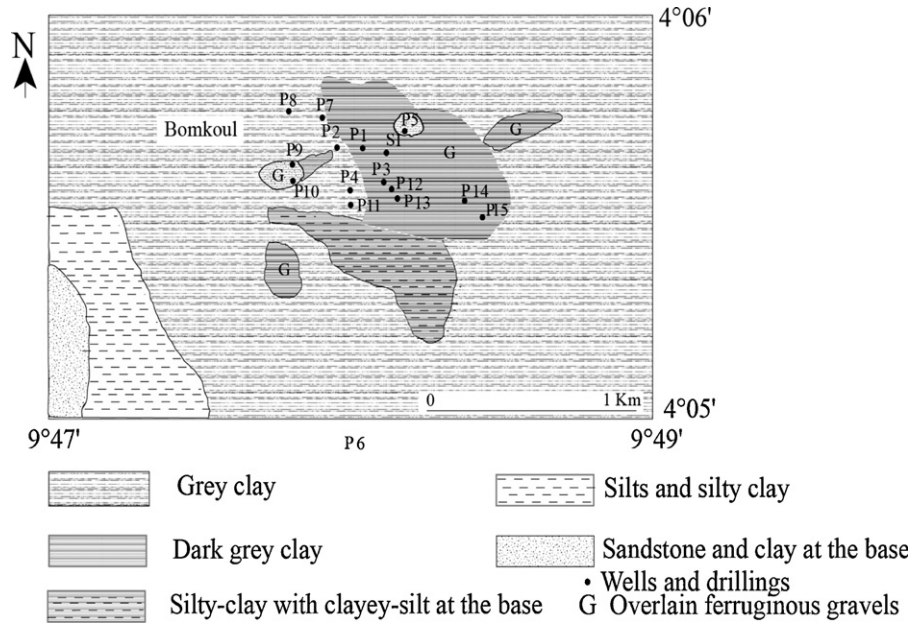 4°06'
N
P8
P7
Bomkoul
P2
P1
P5
S1
G
G
P9
G
P10
P4
P3
P12
P11
P13
P14
P15
G
0
1 Km
4°05'
9°47'
P6
9°49'
Grey clay
Silts and silty clay
Dark grey clay
Sandstone and clay at the base
Wells and drillings
Silty-clay with clayey-silt at the base
G Overlain ferruginous gravels